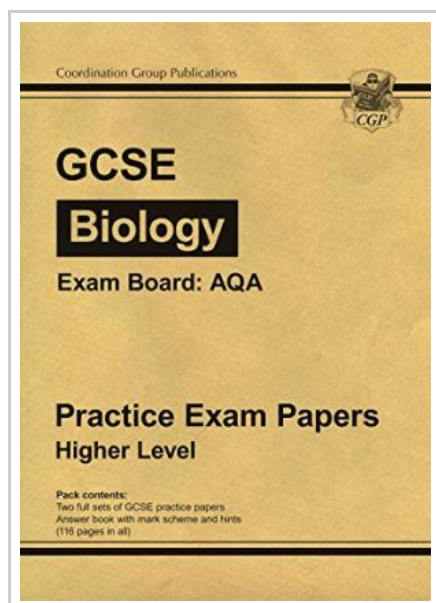 Coordination Group Publications
CGP
GCSE
Biology
Exam Board: AQA
Practice Exam Papers
Higher Level
Pack contents:
Two full sets of GCSE practice papers
Answer book with mark scheme and hints
(116 pages in all)